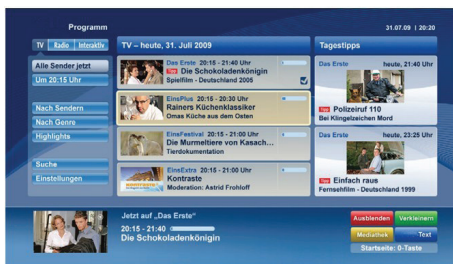 Programm
31.07.09 | 20:20
TV Radio Interaktiv
Alle Sender jetzt
Um 20:15 Uhr
Nach Sendern
Nach Genre
Highlights
Suche
Einstellungen
TV – heute, 31. Juli 2009
Das Erste 20:15 - 21:40 Uhr
Tipp Die Schokoladenkönigin
Spielfilm - Deutschland 2005
EinsPlus 20:15 - 20:30 Uhr
Rainers Küchenklassiker
Omas Küche aus dem Osten
EinsFestival 20:15 - 21:00 Uhr
Die Murmeltiere von Kasach...
Tierdokumentation
EinsExtra 20:15 - 21:00 Uhr
Kontraste
Moderation: Astrid Frohloff
KONTRASTE
Tagestipps
Das Erste heute, 21:40 Uhr
Tipp Polizeiruf 110
Bei Klingelzeichen Mord
Das Erste heute, 23:25 Uhr
Tipp Einfach raus
Fernsehfilm - Deutschland 1999
Jetzt auf „Das Erste“
20:15 - 21:40
Die Schokoladenkönigin
Ausblenden Verkleinern
Mediathek Text
Startseite: 0-Taste